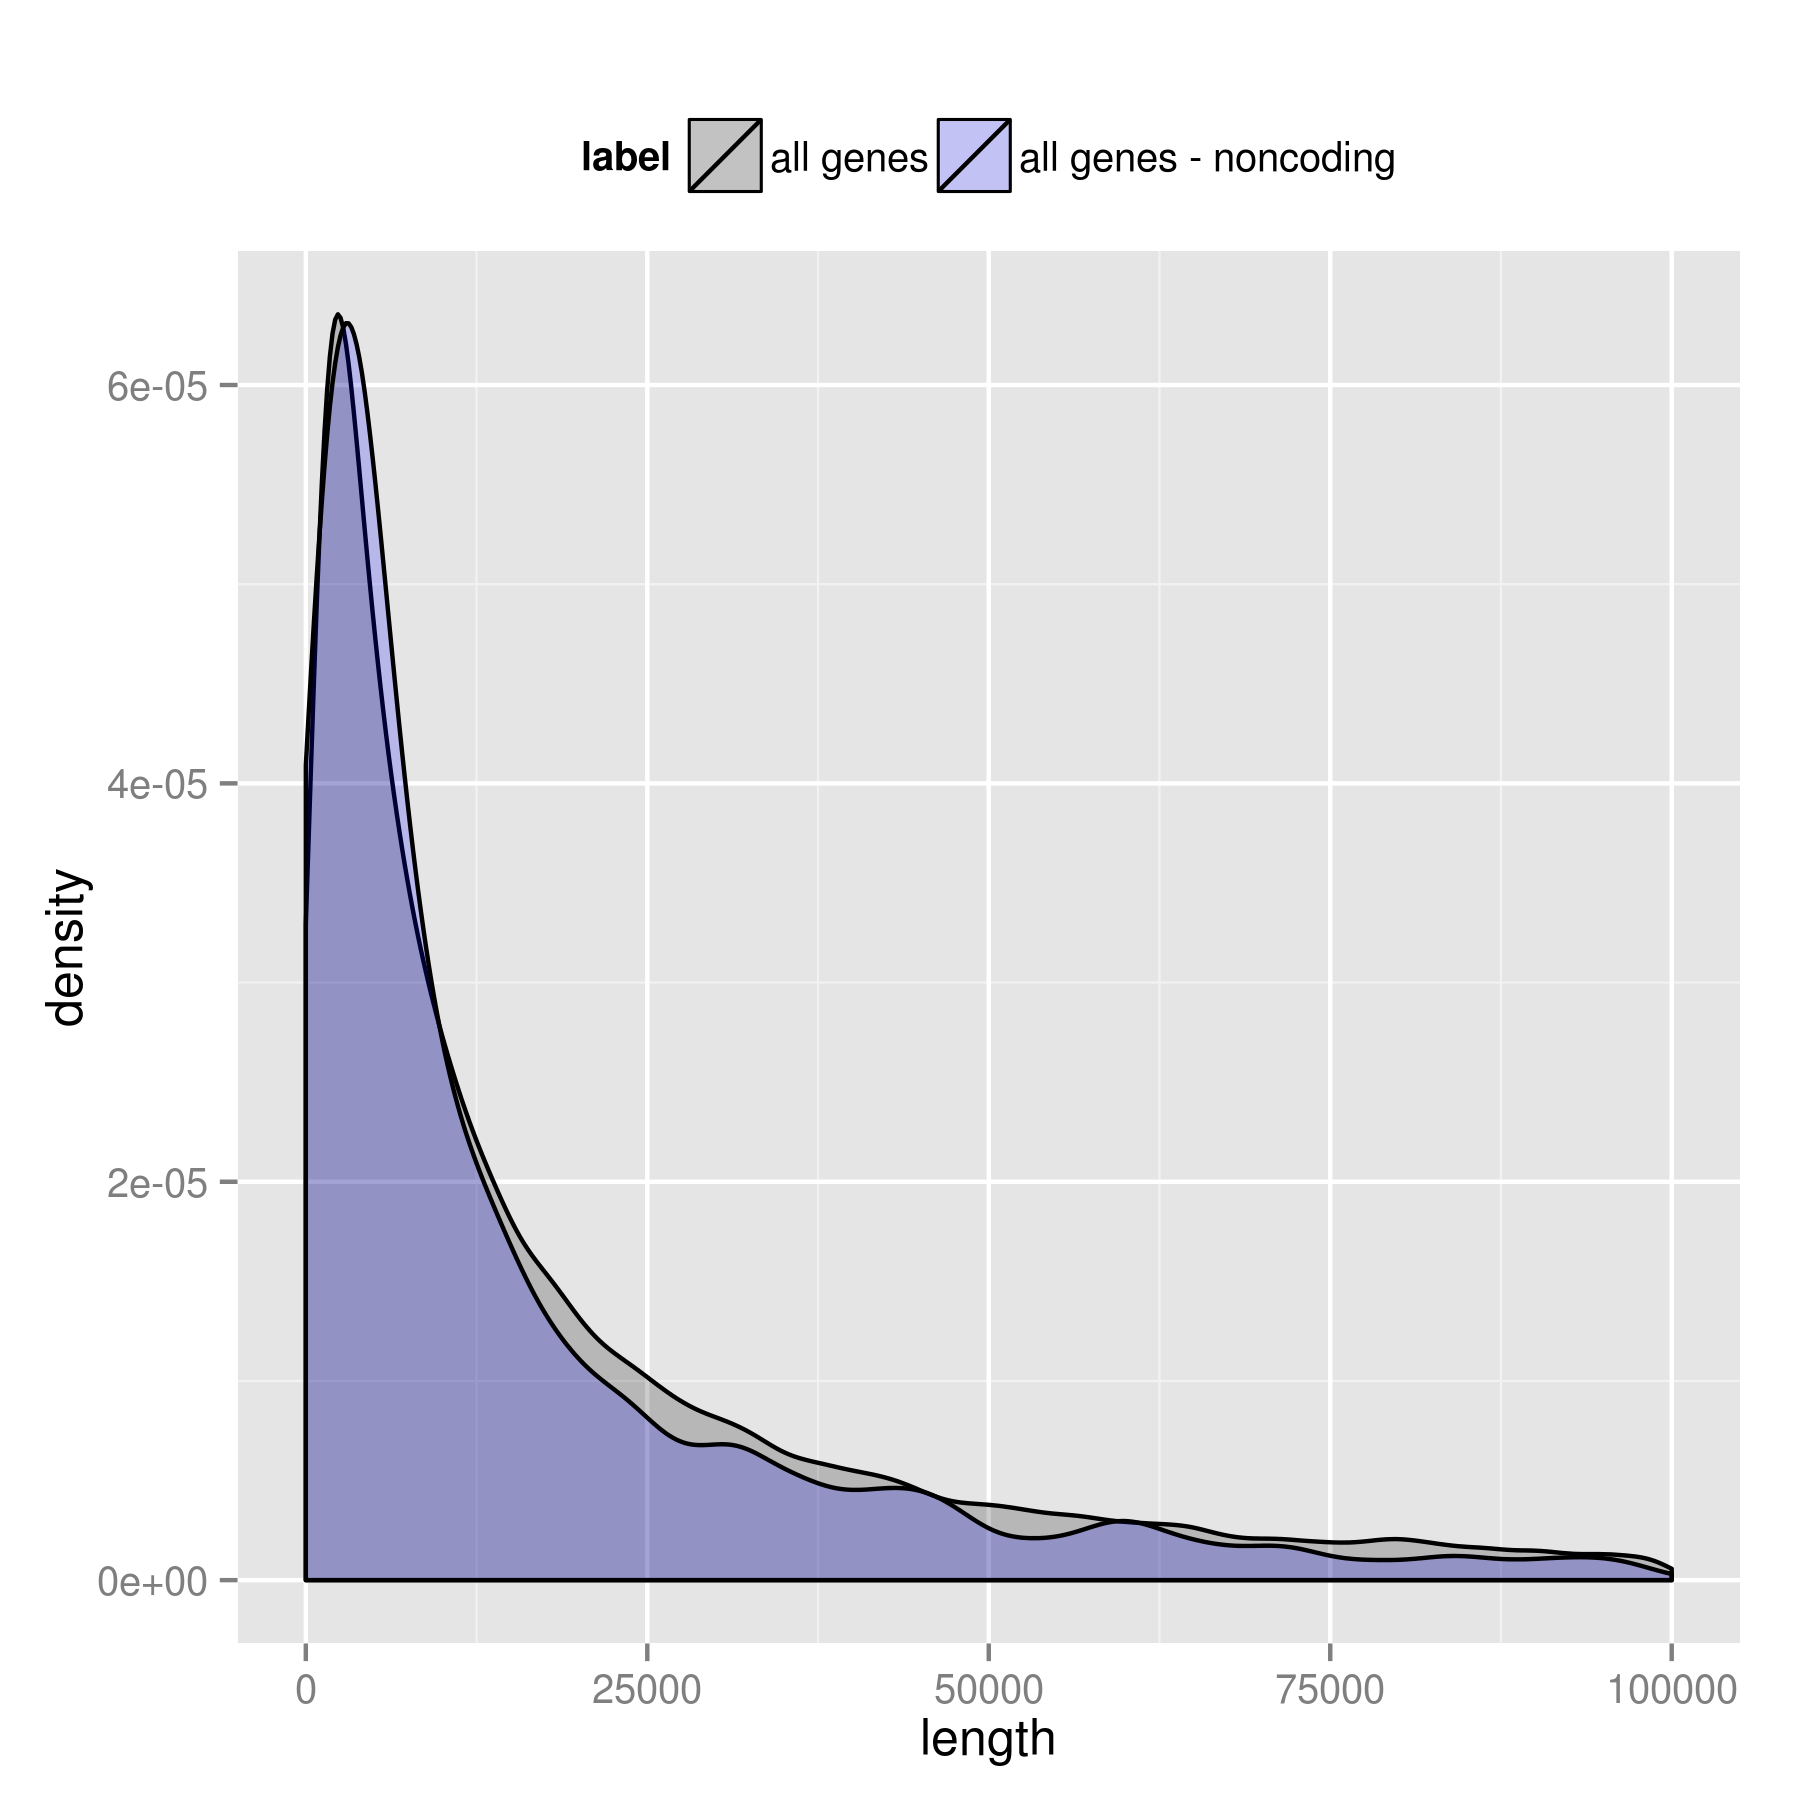 label all genes all genes - noncoding
6e-05
4e-05
2e-05
0e+00
density
0 25000 50000 75000 100000
length